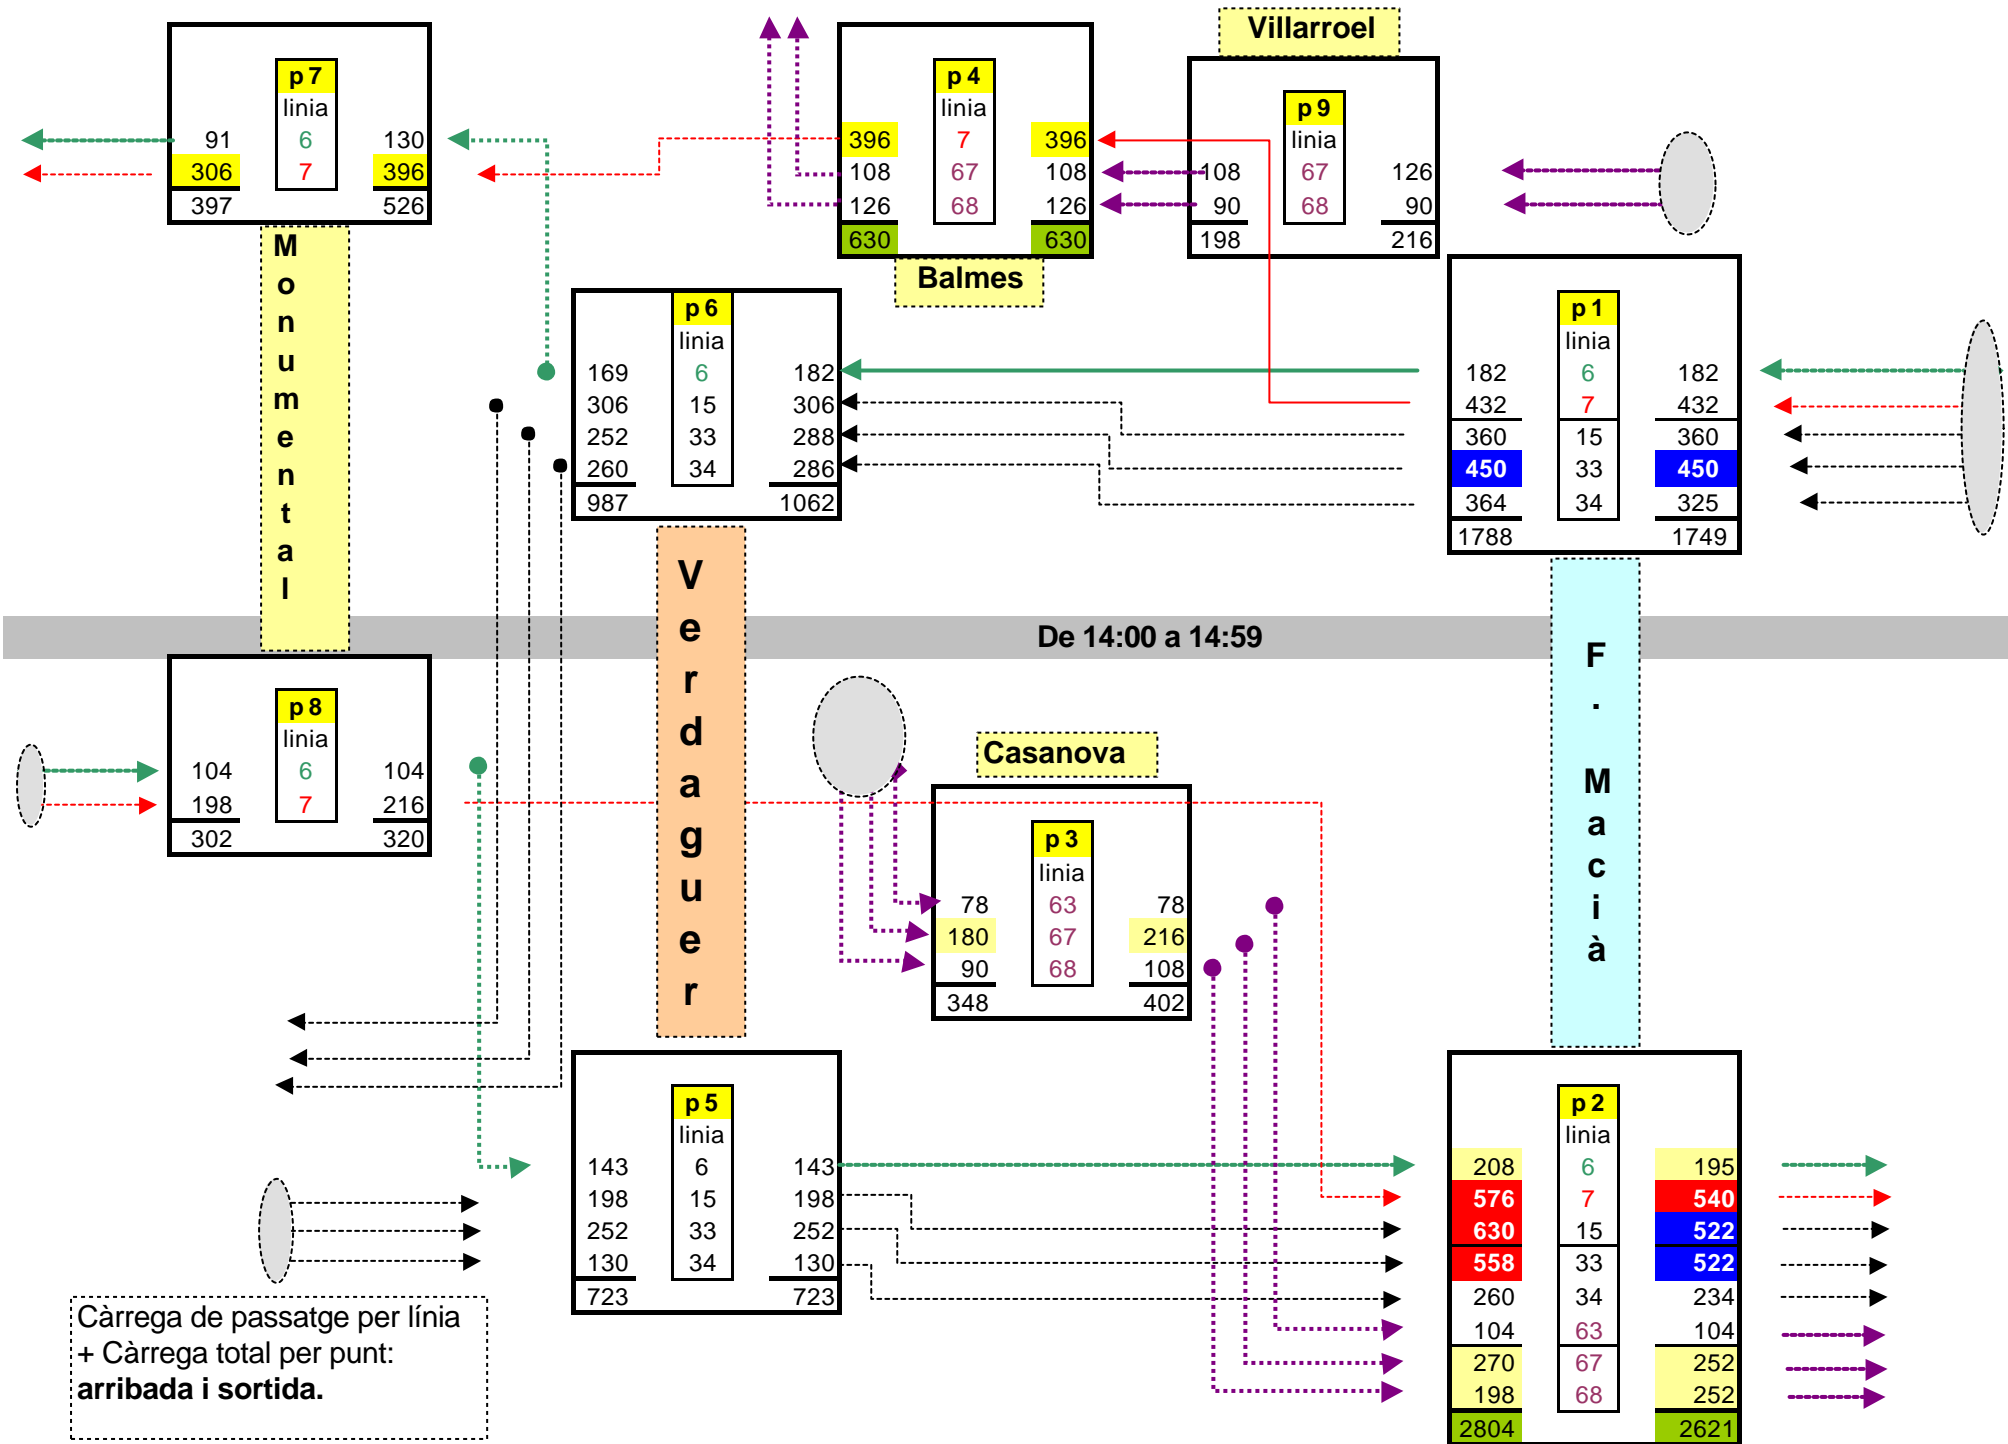 p 7
linia
91 6 130
306 7 396
397 526
Monumental
p 4
linia
396 7 396
108 67 108
126 68 126
630 630
Balmes
Villarroel
p 9
linia
108 67 126
90 68 90
198 216
p 6
linia
169 6 182
306 15 306
252 33 288
260 34 286
987 1062
Verdaguer
p 1
linia
182 6 182
432 7 432
360 15 360
450 33 450
364 34 325
1788 1749
F. Macià
De 14:00 a 14:59
p 8
linia
104 6 104
198 7 216
302 320
Casanova
p 3
linia
78 63 78
180 67 216
90 68 108
348 402
p 5
linia
143 6 143
198 15 198
252 33 252
130 34 130
723 723
p 2
linia
208 6 195
576 7 540
630 15 522
558 33 522
260 34 234
104 63 104
270 67 252
198 68 252
2804 2621
Càrrega de passatge per línia
+ Càrrega total per punt:
arribada i sortida.